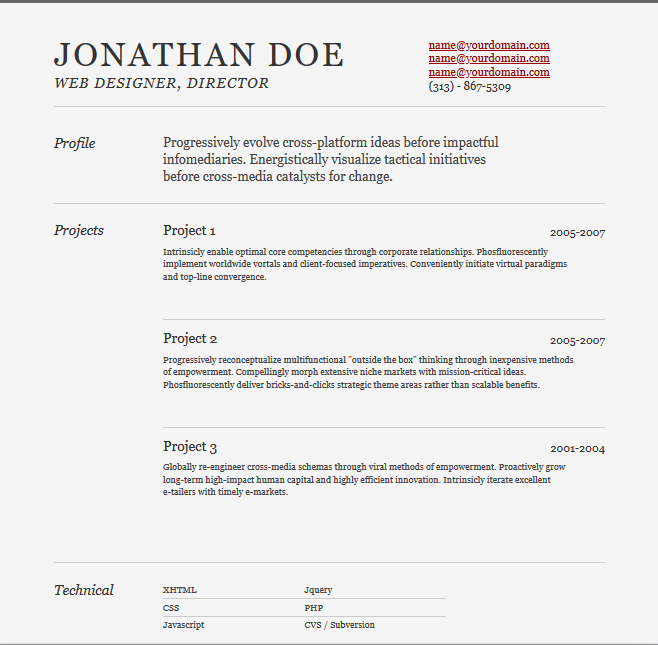 JONATHAN DOE
WEB DESIGNER, DIRECTOR
name@yourdomain.com
name@yourdomain.com
name@yourdomain.com
(313) - 867-5309
Profile
Progressively evolve cross-platform ideas before impactful
infomediaries. Energistically visualize tactical initiatives
before cross-media catalysts for change.
Projects
Project 1
2005-2007
Intrinsicly enable optimal core competencies through corporate relationships. Phosfluorescently
implement worldwide vortals and client-focused imperatives. Conveniently initiate virtual paradigms
and top-line convergence.
Project 2
2005-2007
Progressively reconceptualize multifunctional "outside the box" thinking through inexpensive methods
of empowerment. Compellingly morph extensive niche markets with mission-critical ideas.
Phosfluorescently deliver bricks-and-clicks strategic theme areas rather than scalable benefits.
Project 3
2001-2004
Globally re-engineer cross-media schemas through viral methods of empowerment. Proactively grow
long-term high-impact human capital and highly efficient innovation. Intrinsicly iterate excellent
e-tailers with timely e-markets.
Technical
XHTML
Jquery
CSS
PHP
Javascript
CVS / Subversion